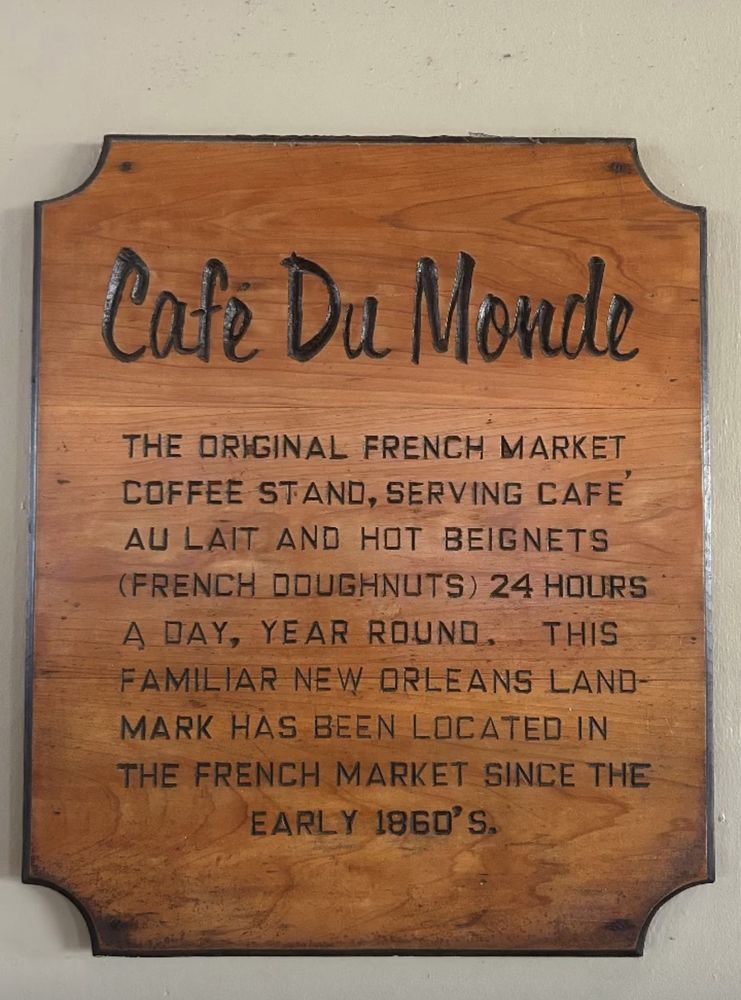 Café Du Monde
THE ORIGINAL FRENCH MARKET
COFFEE STAND, SERVING CAFE'
AU LAIT AND HOT BEIGNETS
(FRENCH DOUGHNUTS) 24 HOURS
A DAY, YEAR ROUND. THIS
FAMILIAR NEW ORLEANS LAND-
MARK HAS BEEN LOCATED IN
THE FRENCH MARKET SINCE THE
EARLY 1860'S.